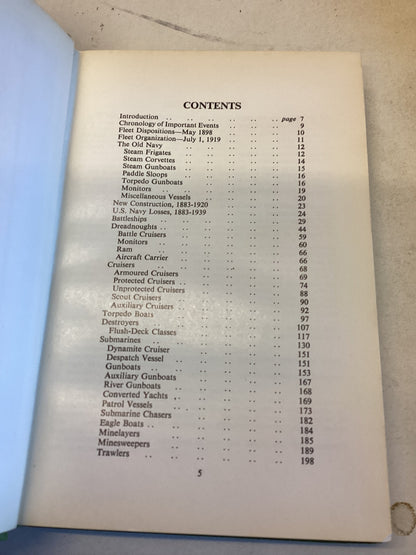 CONTENTS
Introduction .. .. .. .. .. .. page 7
Chronology of Important Events .. .. .. 9
Fleet Dispositions—May 1898 .. .. .. 10
Fleet Organization—July 1, 1919 .. .. .. 11
The Old Navy .. .. .. .. .. 12
Steam Frigates .. .. .. .. .. 12
Steam Corvettes .. .. .. .. .. 14
Steam Gunboats .. .. .. .. .. 15
Paddle Sloops .. .. .. .. .. 16
Torpedo Gunboats .. .. .. .. 16
Monitors .. .. .. .. .. 19
Miscellaneous Vessels .. .. .. .. 20
New Construction, 1883-1920 .. .. .. 23
U.S. Navy Losses, 1883-1939 .. .. .. 24
Battleships .. .. .. .. .. 29
Dreadnoughts .. .. .. .. .. 44
Battle Cruisers .. .. .. .. .. 59
Monitors .. .. .. .. .. 60
Ram .. .. .. .. .. 66
Aircraft Carrier .. .. .. .. 66
Cruisers .. .. .. .. .. 68
Armoured Cruisers .. .. .. .. 69
Protected Cruisers .. .. .. .. 74
Unprotected Cruisers .. .. .. .. 88
Scout Cruisers .. .. .. .. 90
Auxiliary Cruisers .. .. .. .. 92
Torpedo Boats .. .. .. .. 97
Destroyers .. .. .. .. .. 107
Flush-Deck Classes .. .. .. .. 117
Submarines .. .. .. .. .. 130
Dynamite Cruiser .. .. .. .. 151
Despatch Vessel .. .. .. .. 151
Gunboats .. .. .. .. .. 153
Auxiliary Gunboats .. .. .. .. 167
River Gunboats .. .. .. .. 168
Converted Yachts .. .. .. .. 169
Patrol Vessels .. .. .. .. 173
Submarine Chasers .. .. .. .. 182
Eagle Boats .. .. .. .. .. 184
Minelayers .. .. .. .. .. 185
Minesweepers .. .. .. .. 189
Trawlers .. .. .. .. .. 198
5